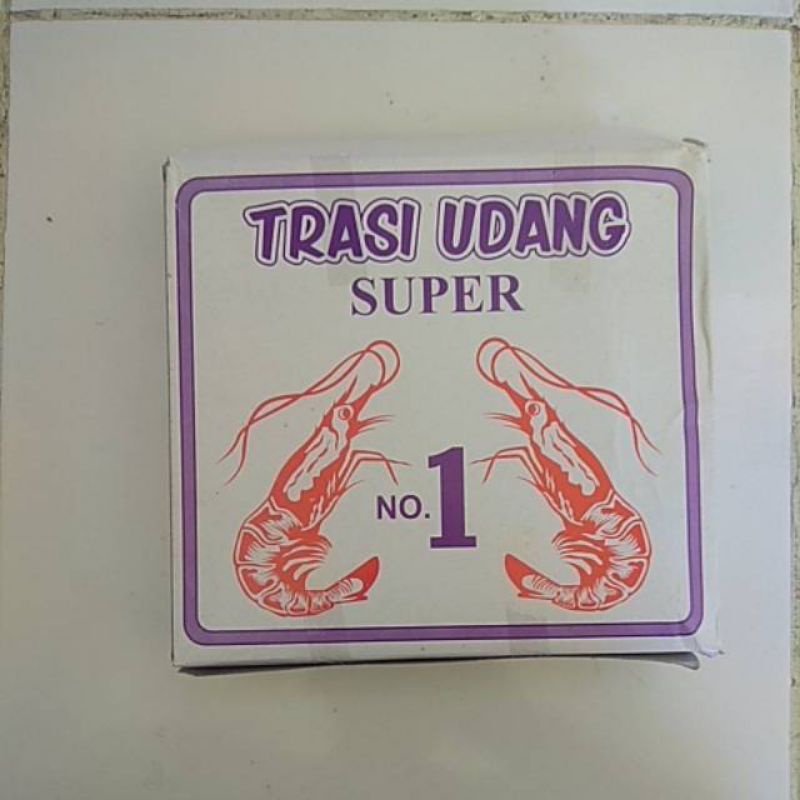 TRASI UDANG
SUPER
NO. 1